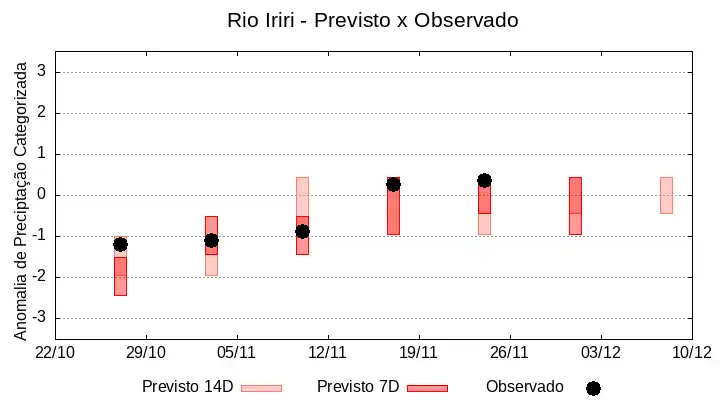 Rio Iriri - Previsto x Observado
Anomalia de Preciptação Categorizada
3
2
1
0
-1
-2
-3
22/10 29/10 05/11 12/11 19/11 26/11 03/12 10/12
Previsto 14D Previsto 7D Observado